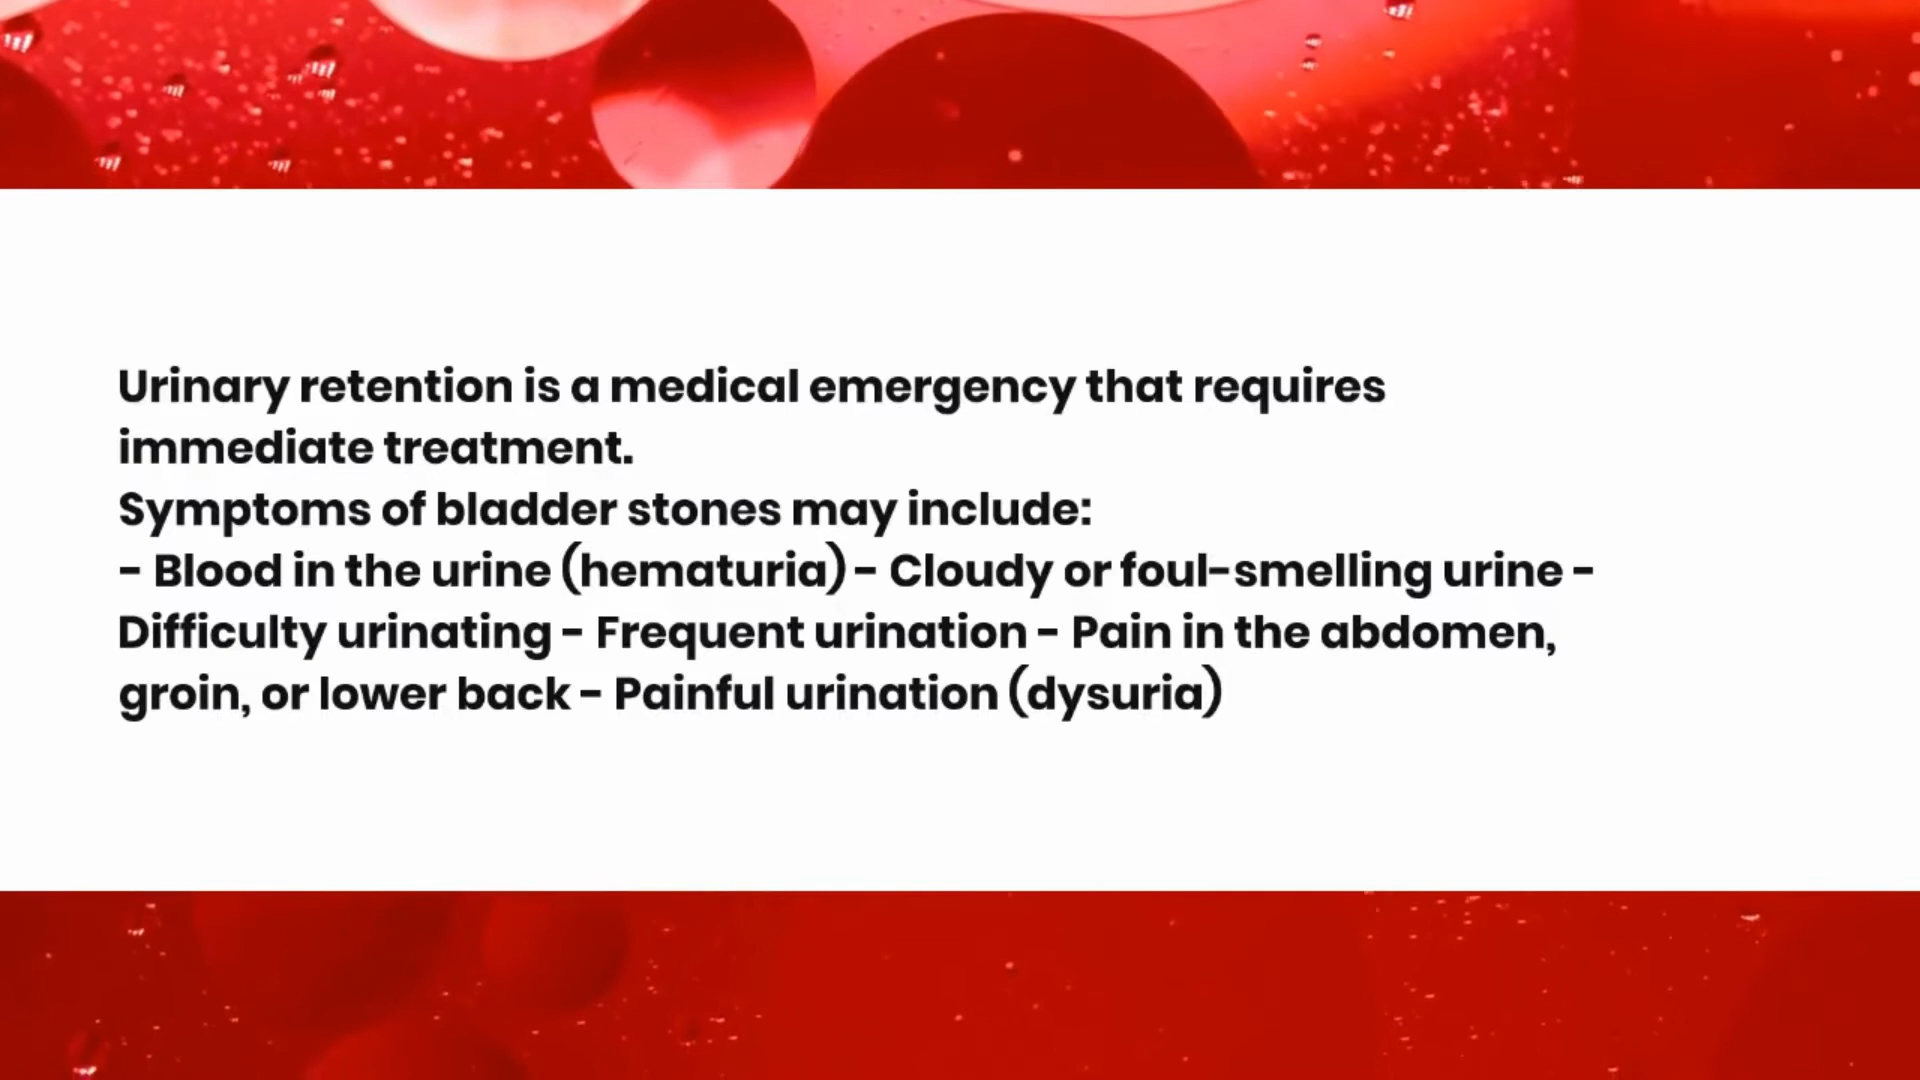 Urinary retention is a medical emergency that requires
immediate treatment.
Symptoms of bladder stones may include:
- Blood in the urine (hematuria) - Cloudy or foul-smelling urine -
Difficulty urinating - Frequent urination - Pain in the abdomen,
groin, or lower back - Painful urination (dysuria)